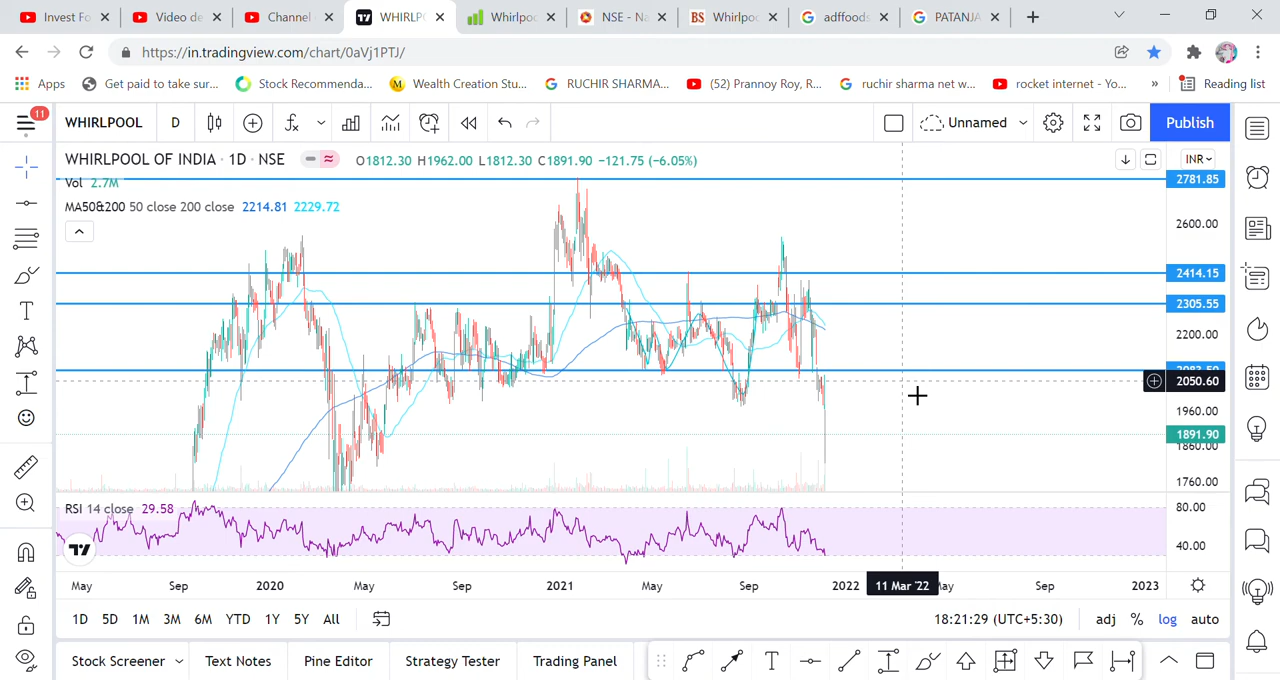 Invest Fo
Video de
Channel
WHIRLP
Whirlpo
NSE - Na
BS Whirlpo
adffoods
PATANJA
https://in.tradingview.com/chart/0aVj1PTJ/
Apps
Get paid to take sur...
Stock Recommenda...
M Wealth Creation Stu...
RUCHIR SHARMA...
(52) Prannoy Roy, R...
ruchir sharma net w...
rocket internet - Yo...
»
Reading list
11
WHIRLPOOL
D
Unnamed
Publish
WHIRLPOOL OF INDIA · 1D · NSE
O1812.30 H1962.00 L1812.30 C1891.90 −121.75 (−6.05%)
INR
Vol 2.7M
MA50&200 50 close 200 close 2214.81 2229.72
2781.85
2600.00
2414.15
2305.55
2200.00
2050.60
1960.00
1891.90
1860.00
1760.00
RSI 14 close 29.58
80.00
40.00
May
Sep
2020
May
Sep
2021
May
Sep
2022
11 Mar '22
May
Sep
2023
1D 5D 1M 3M 6M YTD 1Y 5Y All
18:21:29 (UTC+5:30)
adj % log auto
Stock Screener
Text Notes
Pine Editor
Strategy Tester
Trading Panel